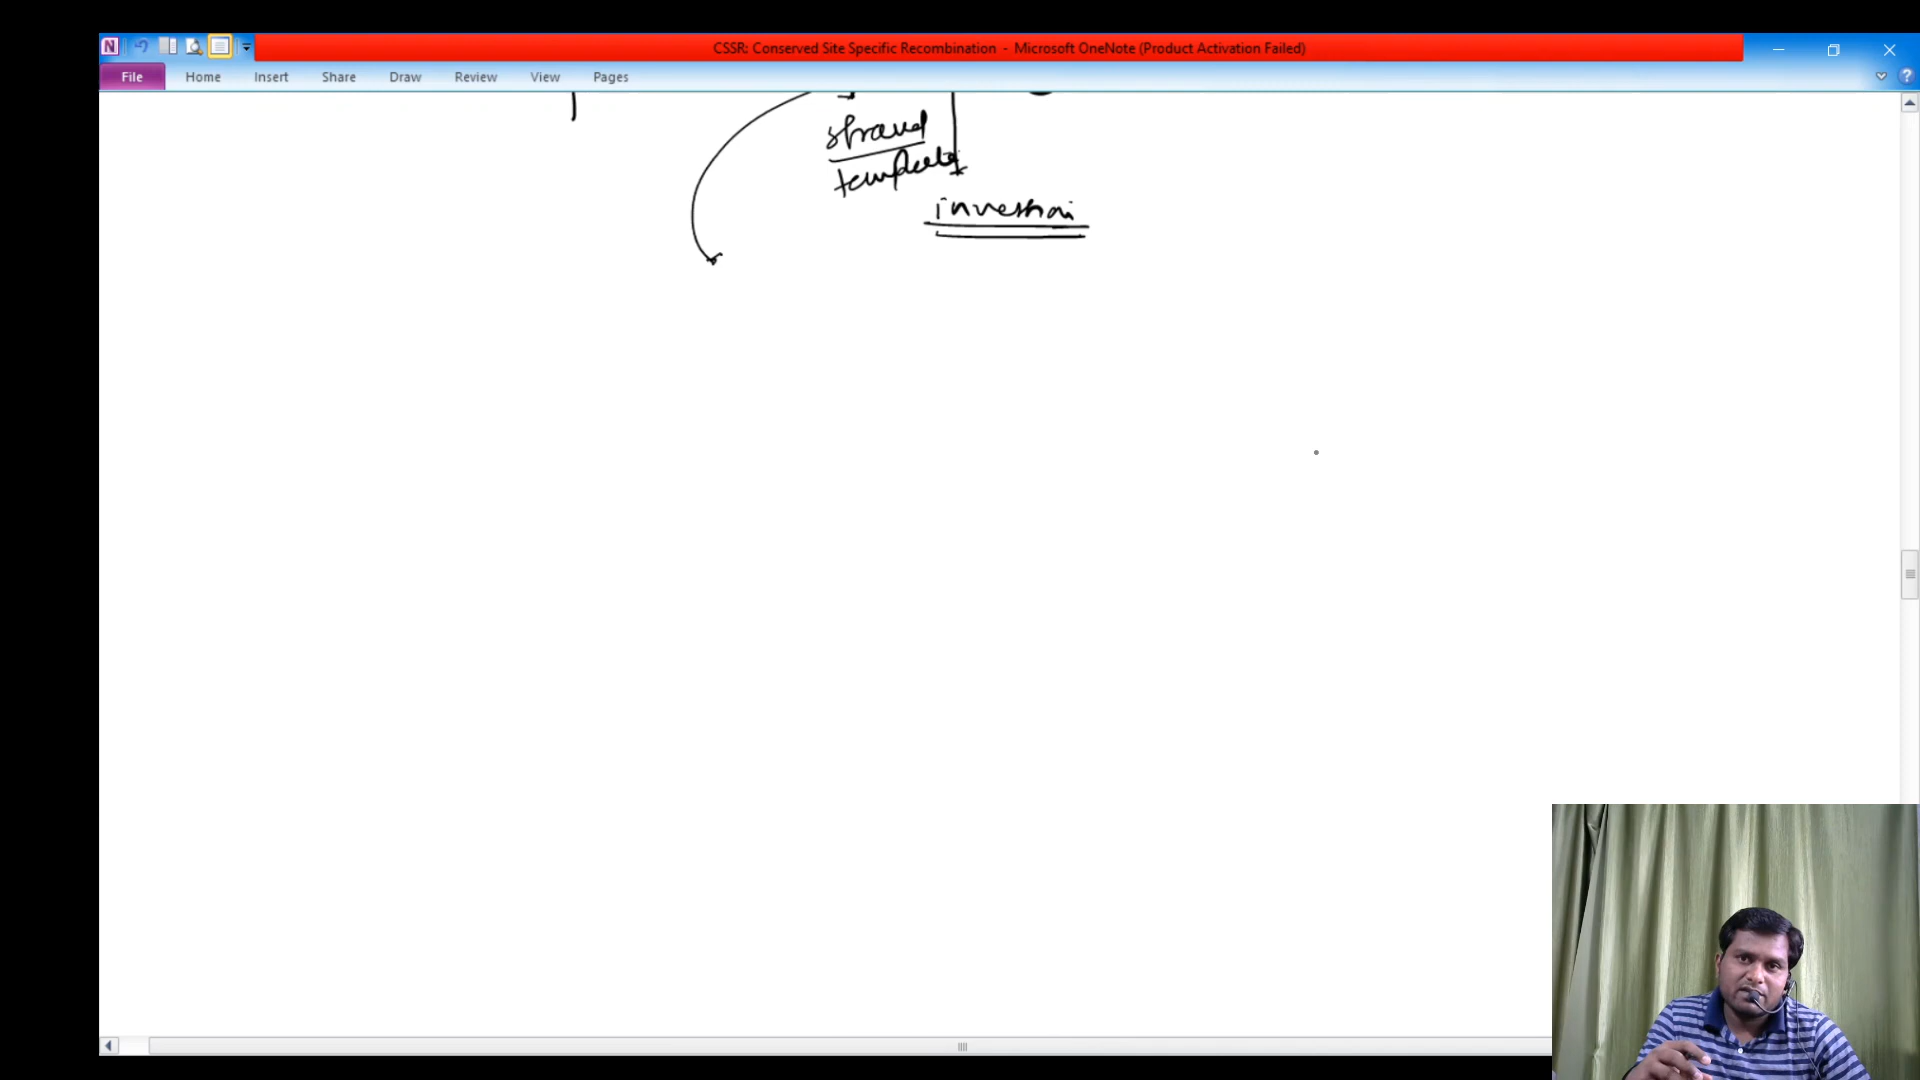 CSSR: Conserved Site Specific Recombination - Microsoft OneNote (Product Activation Failed)
File Home Insert Share Draw Review View Pages
strand
template
inversion